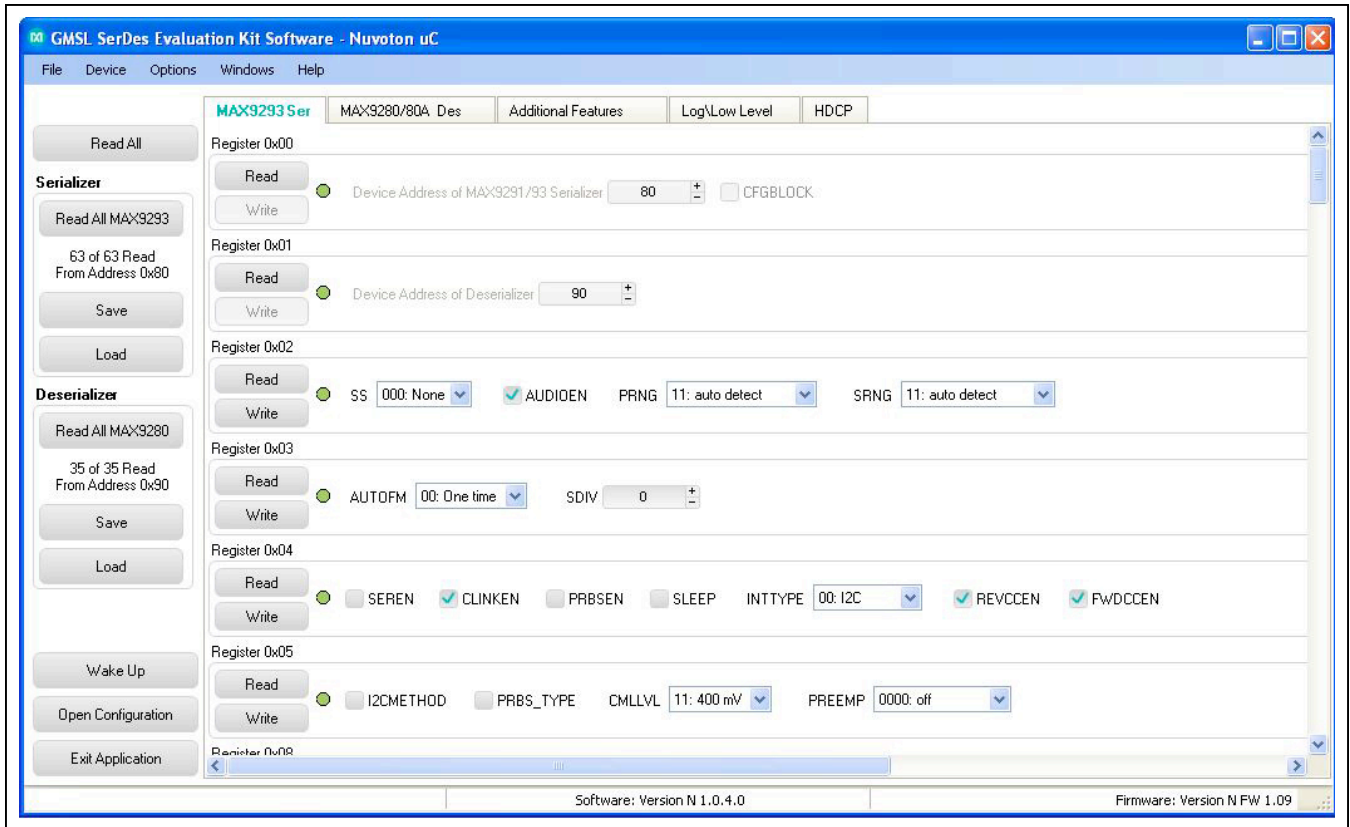 GMSL SerDes Evaluation Kit Software - Nuvoton uC
File Device Options Windows Help
MAX9293 Ser MAX9280/80A Des Additional Features Log\Low Level HDCP
Read All
Serializer
Read All MAX9293
63 of 63 Read
From Address 0x80
Save
Load
Deserializer
Read All MAX9280
35 of 35 Read
From Address 0x90
Save
Load
Wake Up
Open Configuration
Exit Application
Register 0x00
Read
Write
Device Address of MAX9291/93 Serializer 80 CFGBLOCK
Register 0x01
Read
Write
Device Address of Deserializer 90
Register 0x02
Read
Write
SS 000: None AUDIOEN PRNG 11: auto detect SRNG 11: auto detect
Register 0x03
Read
Write
AUTOFM 00: One time SDIV 0
Register 0x04
Read
Write
SEREN CLINKEN PRBSEN SLEEP INTTYPE 00: I2C REVCCEN FWDCCEN
Register 0x05
Read
Write
I2CMETHOD PRBS_TYPE CMLLVL 11: 400 mV PREEMP 0000: off
Register 0x08
Software: Version N 1.0.4.0 Firmware: Version N FW 1.09